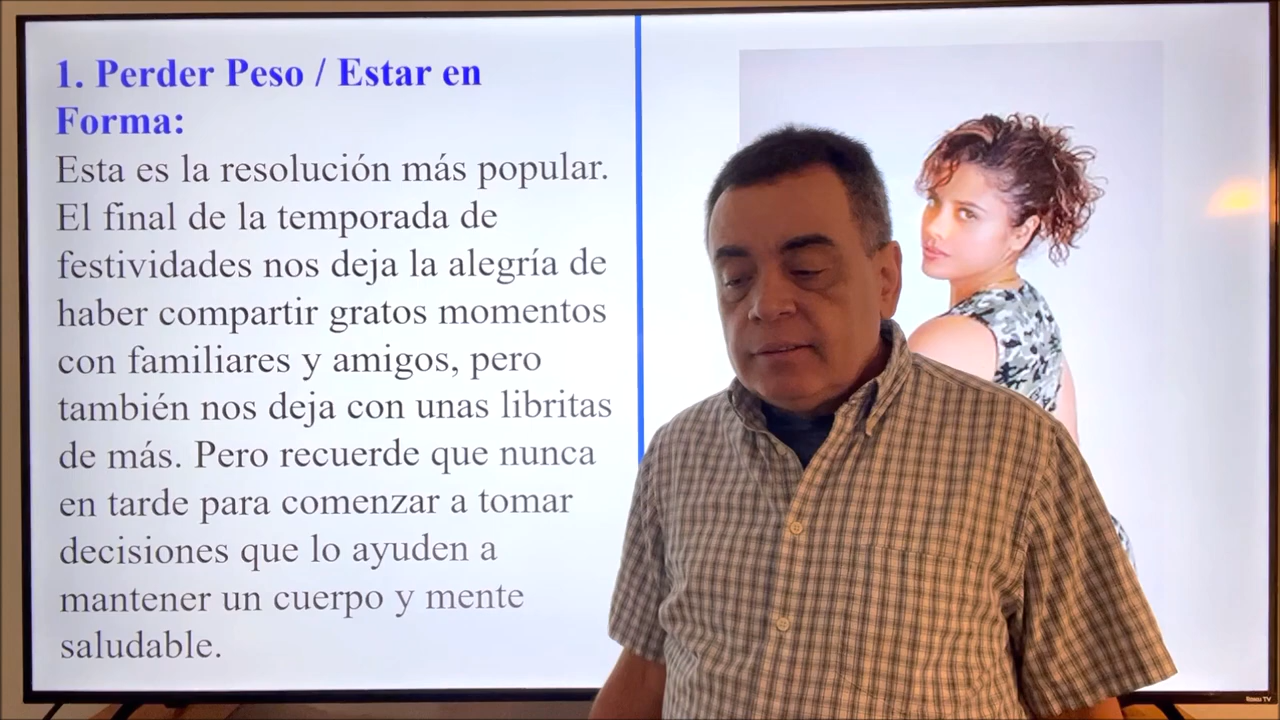 1. Perder Peso / Estar en
Forma:
Esta es la resolución más popular.
El final de la temporada de
festividades nos deja la alegría de
haber compartir gratos momentos
con familiares y amigos, pero
también nos deja con unas libritas
de más. Pero recuerde que nunca
en tarde para comenzar a tomar
decisiones que lo ayuden a
mantener un cuerpo y mente
saludable.
Roku TV